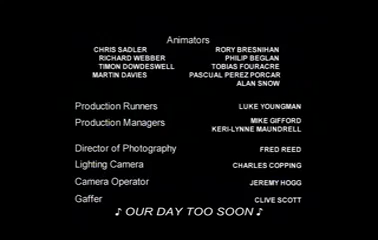 Animators
CHRIS SADLER RORY BRESNIHAN
RICHARD WEBBER PHILIP BEGLAN
TIMON DOWDESWELL TOBIAS FOURACRE
MARTIN DAVIES PASCUAL PEREZ PORCAR
ALAN SNOW
Production Runners LUKE YOUNGMAN
Production Managers MIKE GIFFORD
KERI-LYNNE MAUNDRELL
Director of Photography FRED REED
Lighting Camera CHARLES COPPING
Camera Operator JEREMY HOGG
Gaffer CLIVE SCOTT
♪ OUR DAY TOO SOON ♪